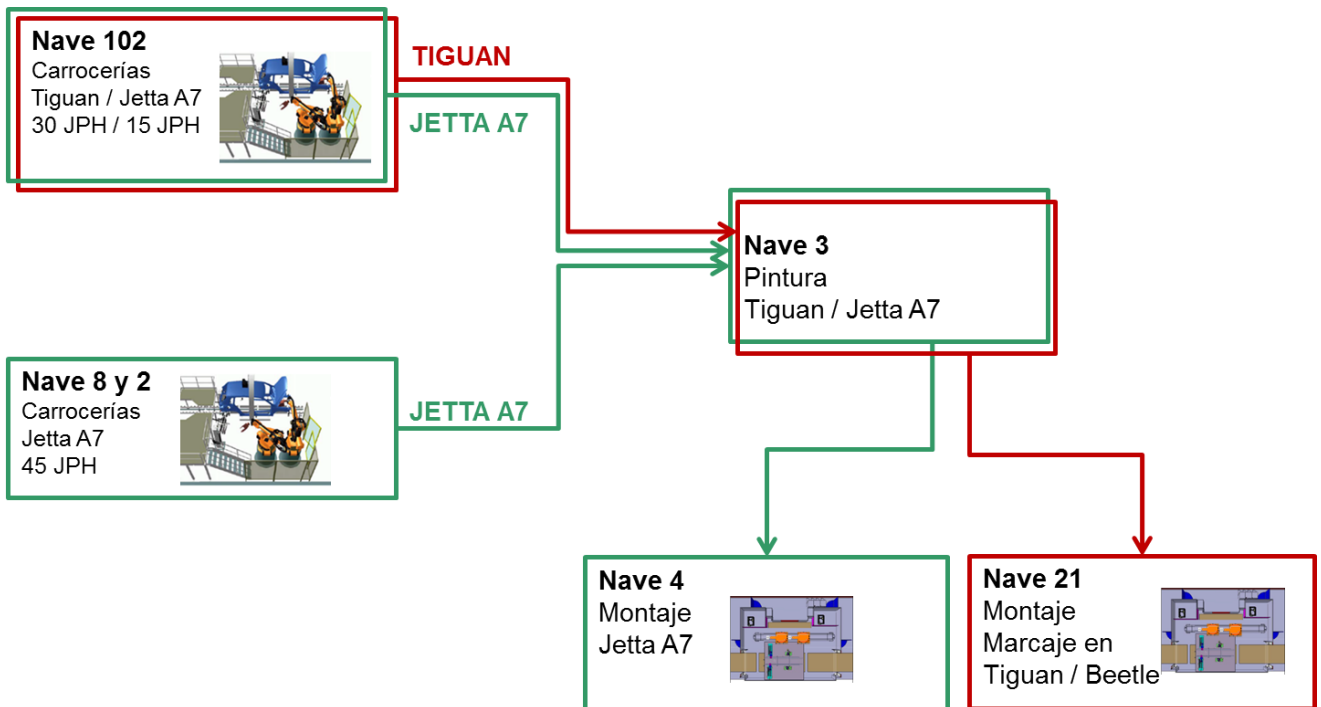 Nave 102
Carrocerías
Tiguan / Jetta A7
30 JPH / 15 JPH
TIGUAN
JETTA A7
Nave 3
Pintura
Tiguan / Jetta A7
Nave 8 y 2
Carrocerías
Jetta A7
45 JPH
JETTA A7
Nave 4
Montaje
Jetta A7
Nave 21
Montaje
Marcaje en
Tiguan / Beetle